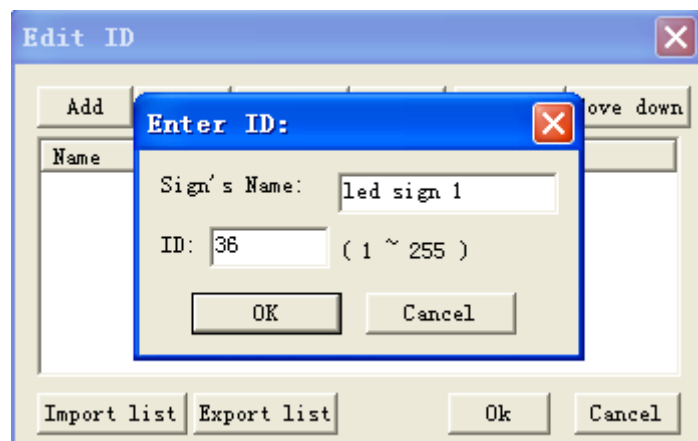 Edit ID
Add
ove down
Enter ID:
Name
Sign's Name: led sign 1
ID: 36 ( 1 ~ 255 )
OK Cancel
Import list Export list Ok Cancel